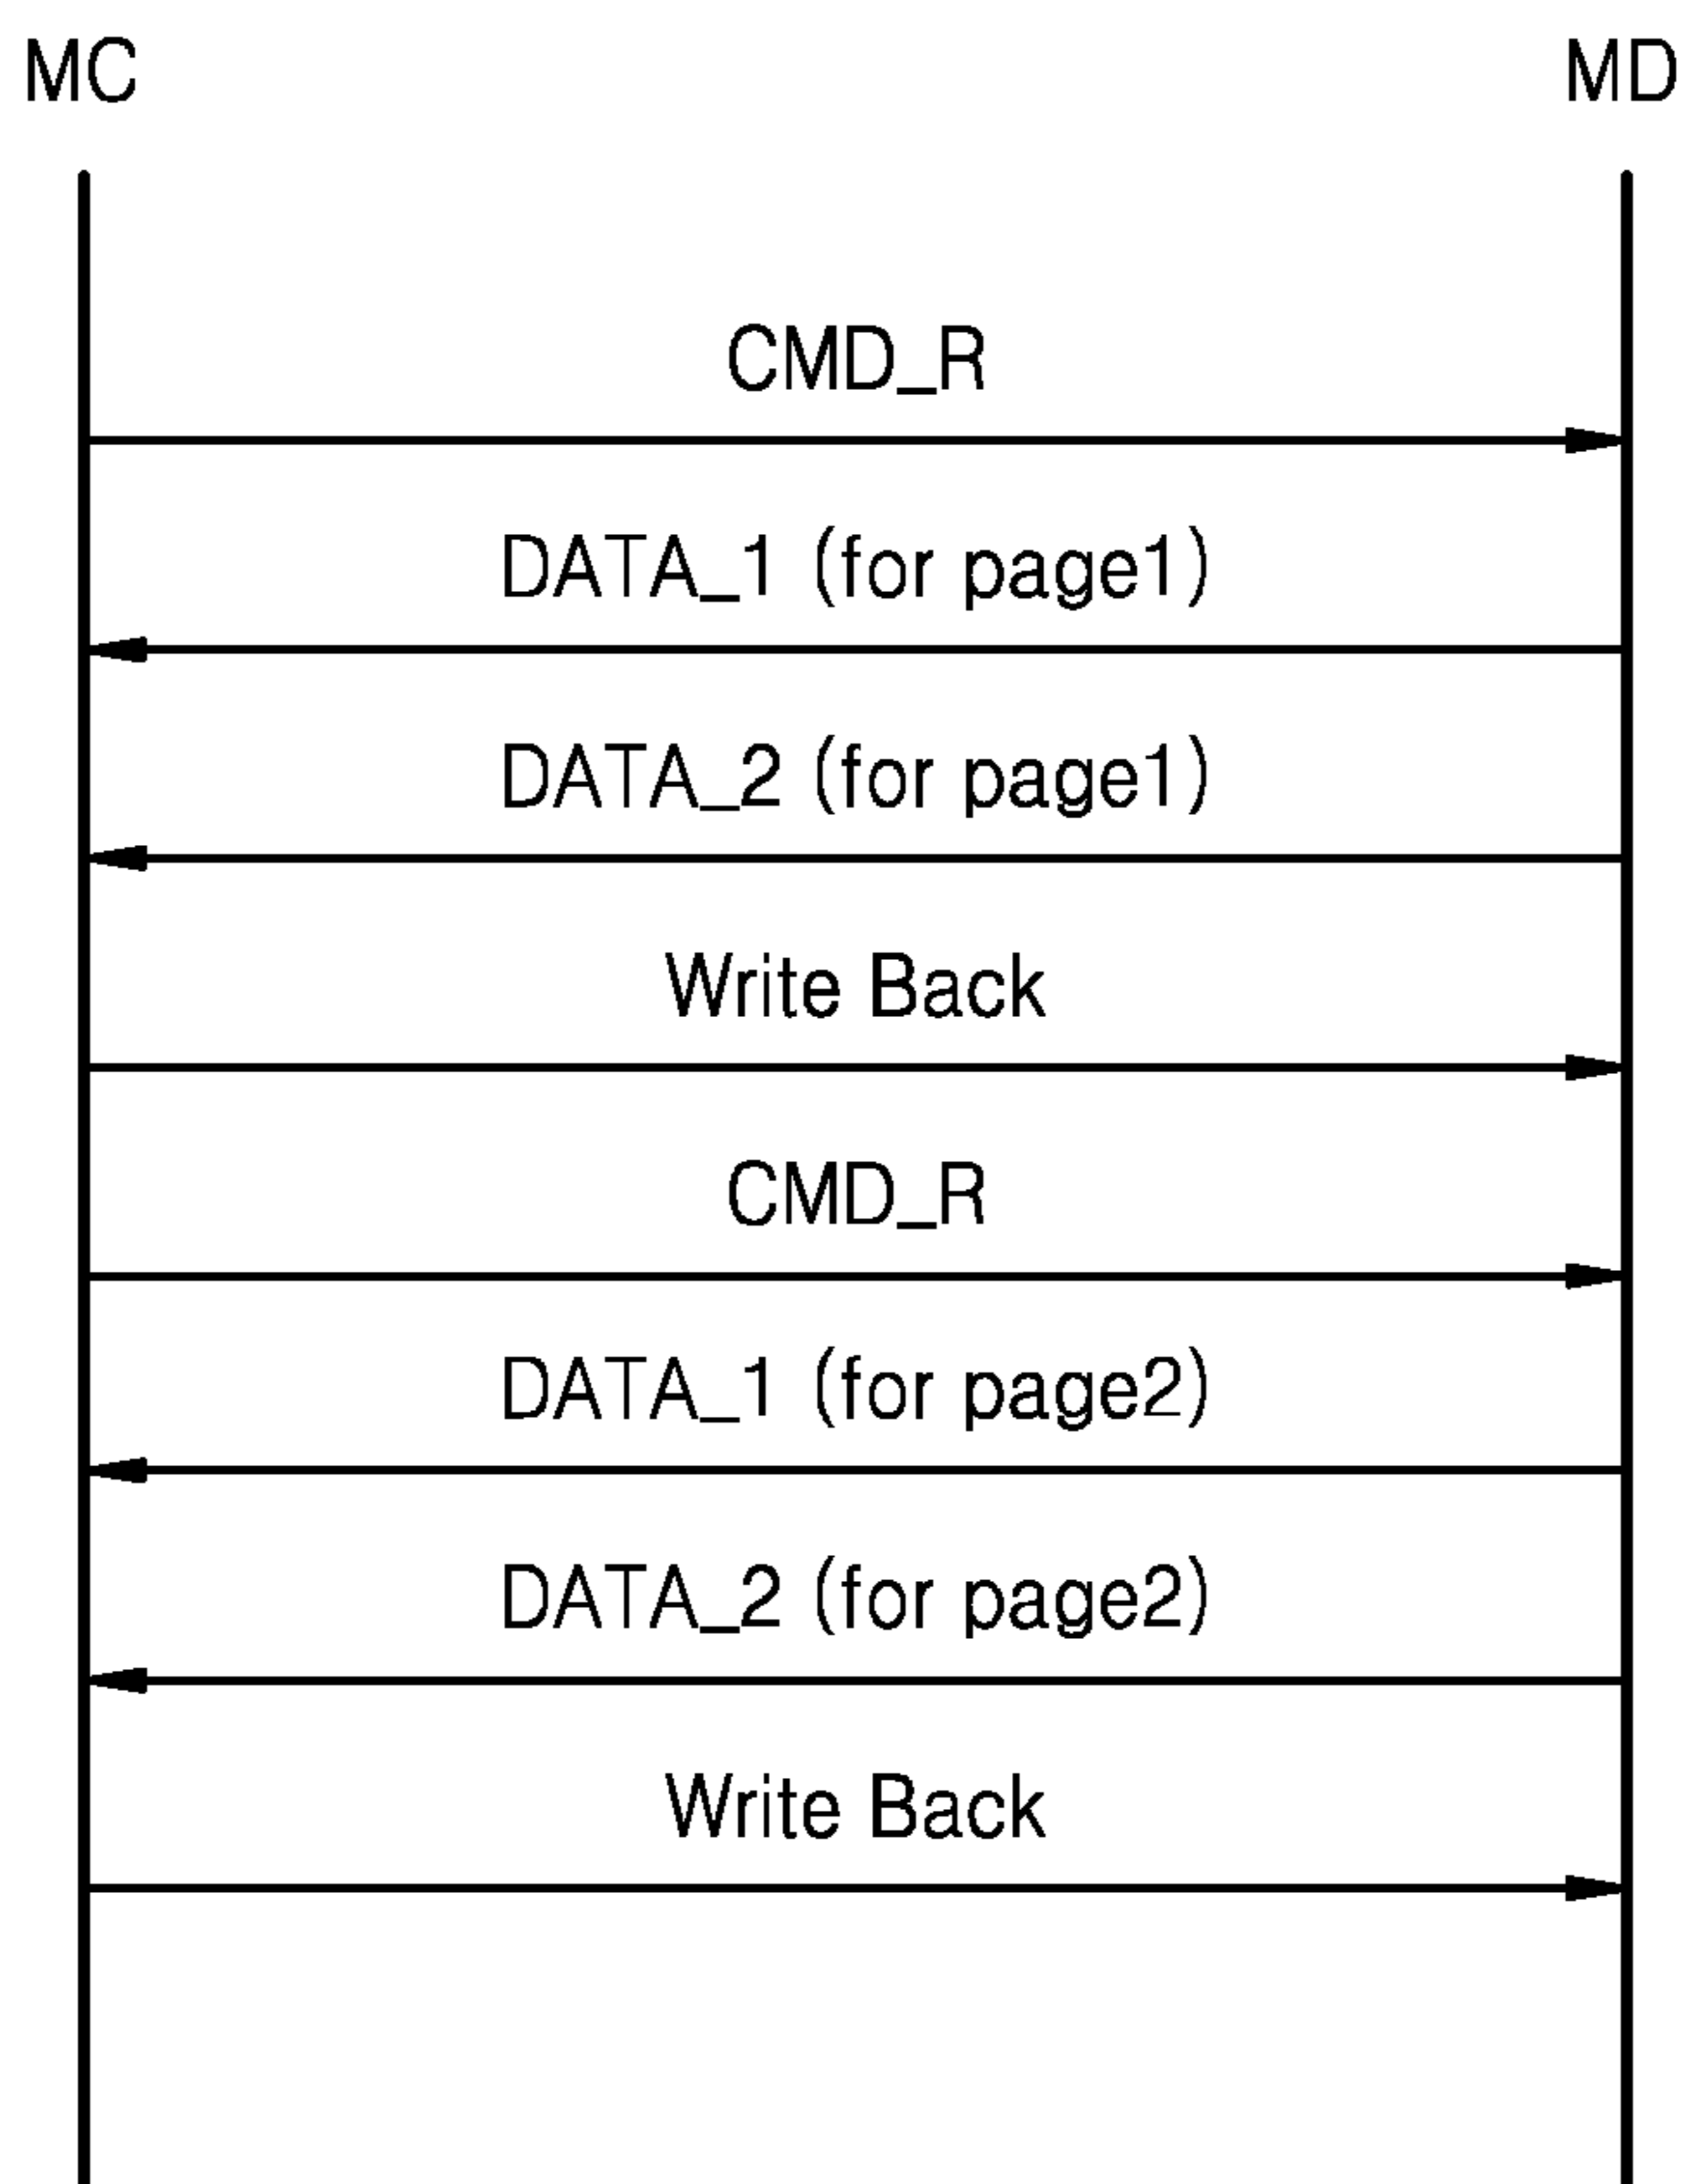 MC MD
CMD_R
DATA_1 (for page1)
DATA_2 (for page1)
Write Back
CMD_R
DATA_1 (for page2)
DATA_2 (for page2)
Write Back